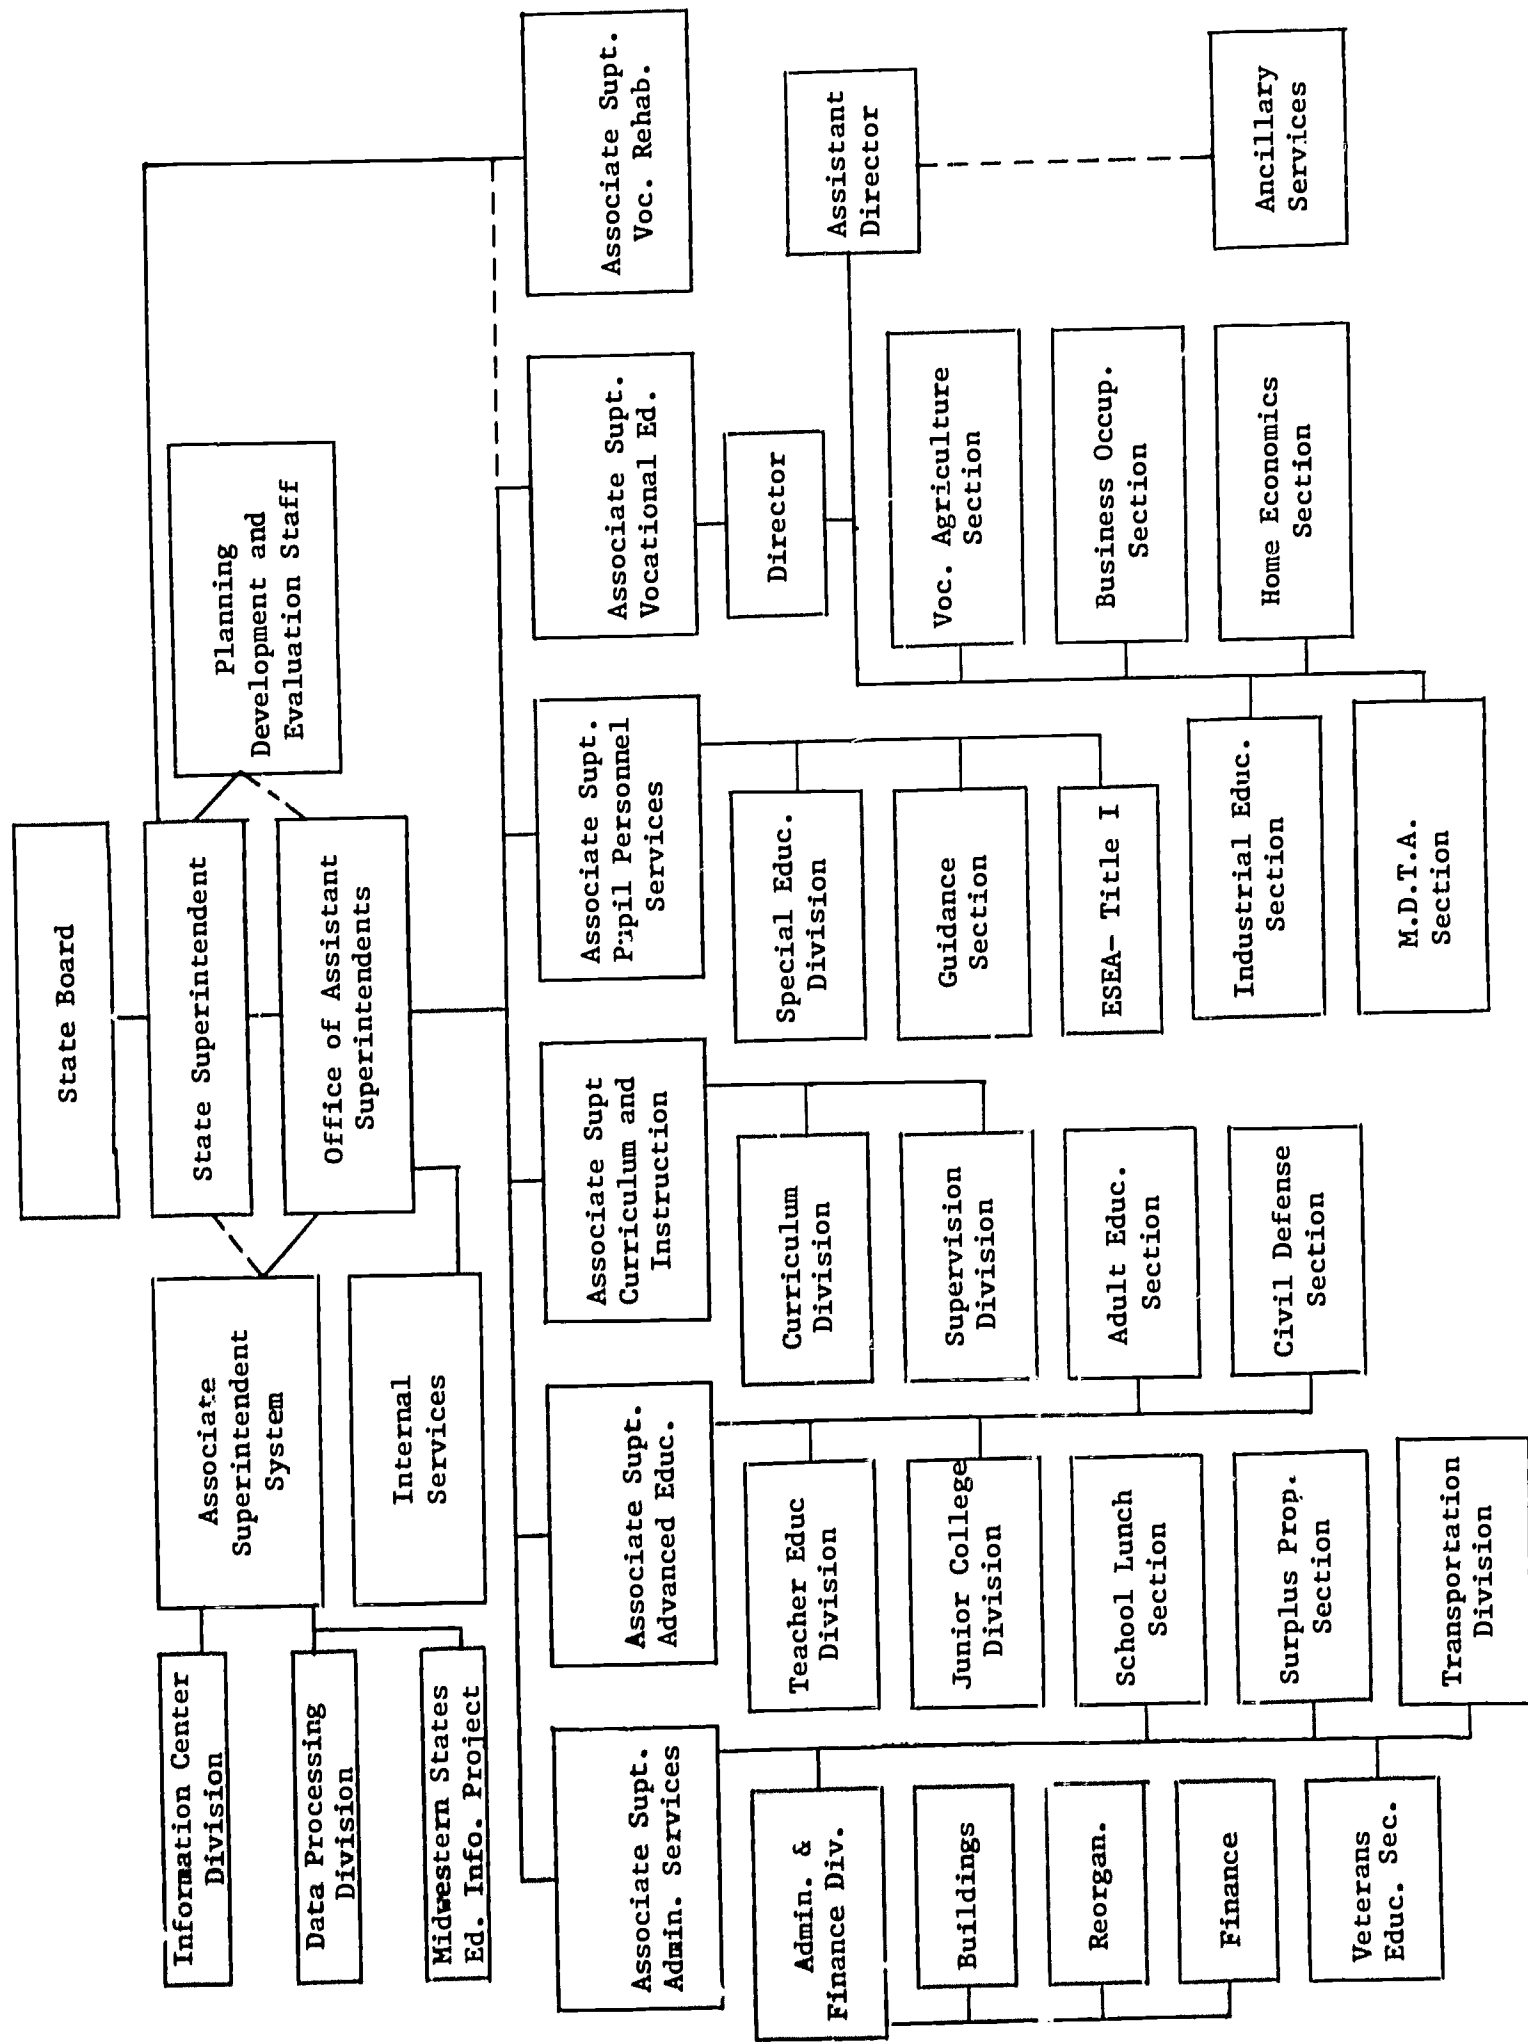 State Board
State Superintendent
Office of Assistant
Superintendents
Planning
Development and
Evaluation Staff
Associate
Superintendent
System
Internal
Services
Information Center
Division
Data Processing
Division
Midwestern States
Ed. Info. Project
Associate Supt.
Admin. Services
Associate Supt.
Advanced Educ.
Associate Supt
Curriculum and
Instruction
Associate Supt.
Pupil Personnel
Services
Associate Supt.
Vocational Ed.
Associate Supt.
Voc. Rehab.
Admin. &
Finance Div.
Buildings
Reorgan.
Finance
Veterans
Educ. Sec.
Teacher Educ
Division
Junior College
Division
School Lunch
Section
Surplus Prop.
Section
Transportation
Division
Curriculum
Division
Supervision
Division
Adult Educ.
Section
Civil Defense
Section
Special Educ.
Division
Guidance
Section
ESEA- Title I
Industrial Educ.
Section
M.D.T.A.
Section
Director
Assistant
Director
Voc. Agriculture
Section
Business Occup.
Section
Home Economics
Section
Ancillary
Services